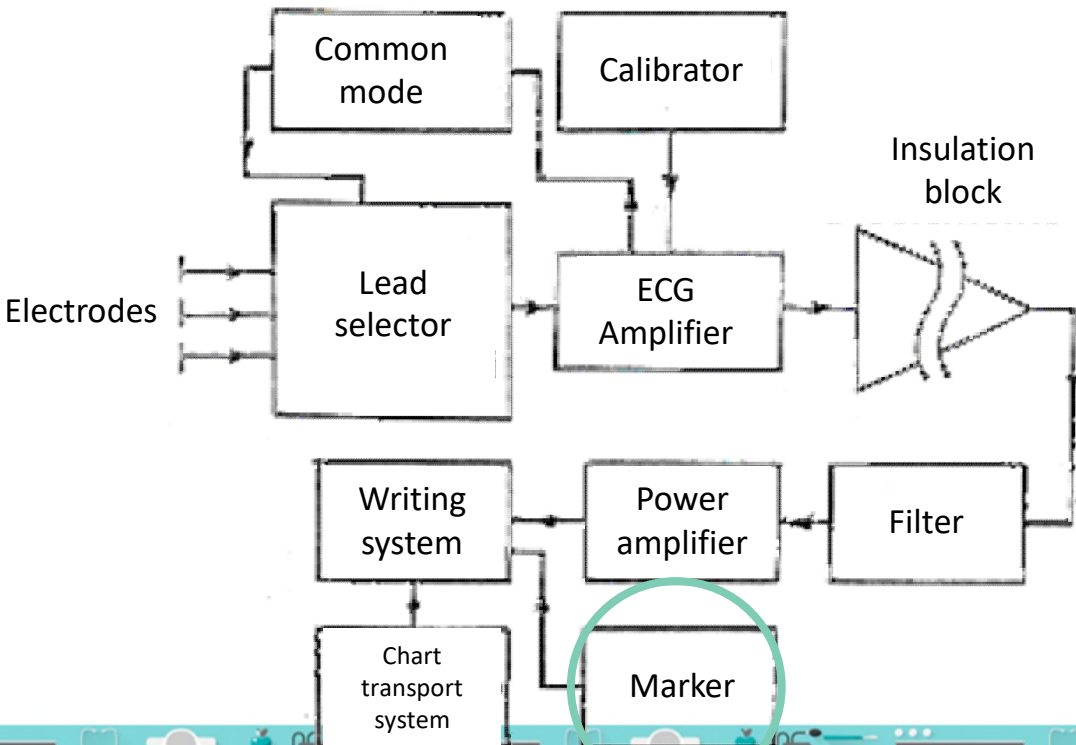 Common
mode
Calibrator
Insulation
block
Electrodes
Lead
selector
ECG
Amplifier
Writing
system
Power
amplifier
Filter
Chart
transport
system
Marker